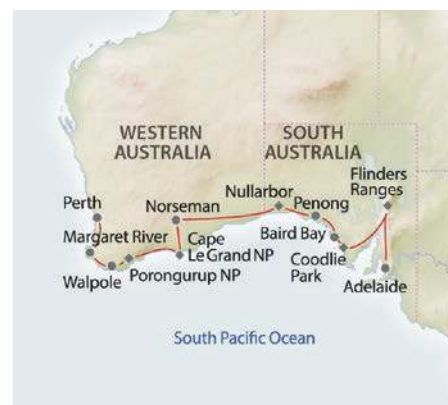 WESTERN
AUSTRALIA
SOUTH
AUSTRALIA
Flinders
Ranges
Nullarbor
Penong
Perth
Norseman
Baird Bay
Margaret River
Cape
Le Grand NP
Coodlie
Park
Walpole
Porongurup NP
Adelaide
South Pacific Ocean